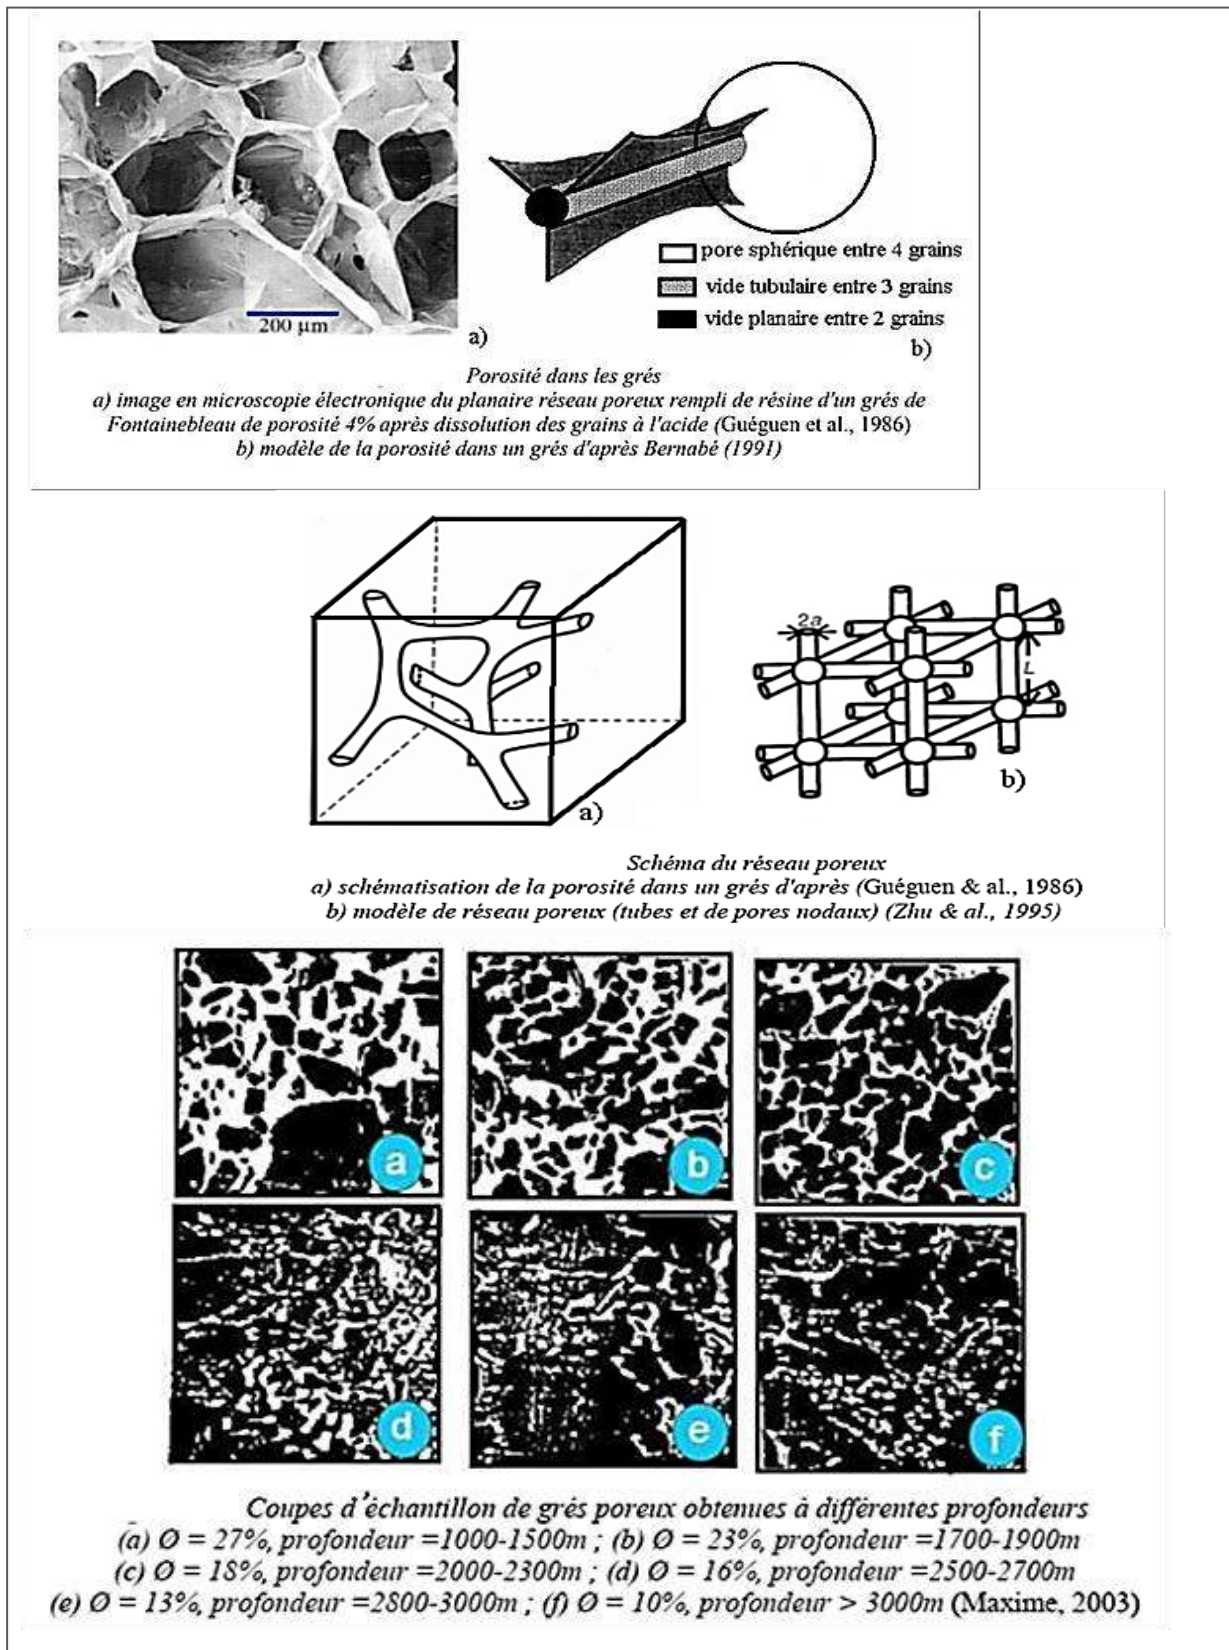 200 µm
a)
pore sphérique entre 4 grains
vide tubulaire entre 3 grains
vide planaire entre 2 grains
b)
Porosité dans les grés
a) image en microscopie électronique du planaire réseau poreux rempli de résine d'un grés de
Fontainebleau de porosité 4% après dissolution des grains à l'acide (Guéguen et al., 1986)
b) modèle de la porosité dans un grés d'après Bernabé (1991)
2a
L
a)
b)
Schéma du réseau poreux
a) schématisation de la porosité dans un grés d'après (Guéguen & al., 1986)
b) modèle de réseau poreux (tubes et de pores nodaux) (Zhu & al., 1995)
a
b
c
d
e
f
Coupes d'échantillon de grés poreux obtenues à différentes profondeurs
(a) Ø = 27%, profondeur =1000-1500m ; (b) Ø = 23%, profondeur =1700-1900m
(c) Ø = 18%, profondeur =2000-2300m ; (d) Ø = 16%, profondeur =2500-2700m
(e) Ø = 13%, profondeur =2800-3000m ; (f) Ø = 10%, profondeur > 3000m (Maxime, 2003)